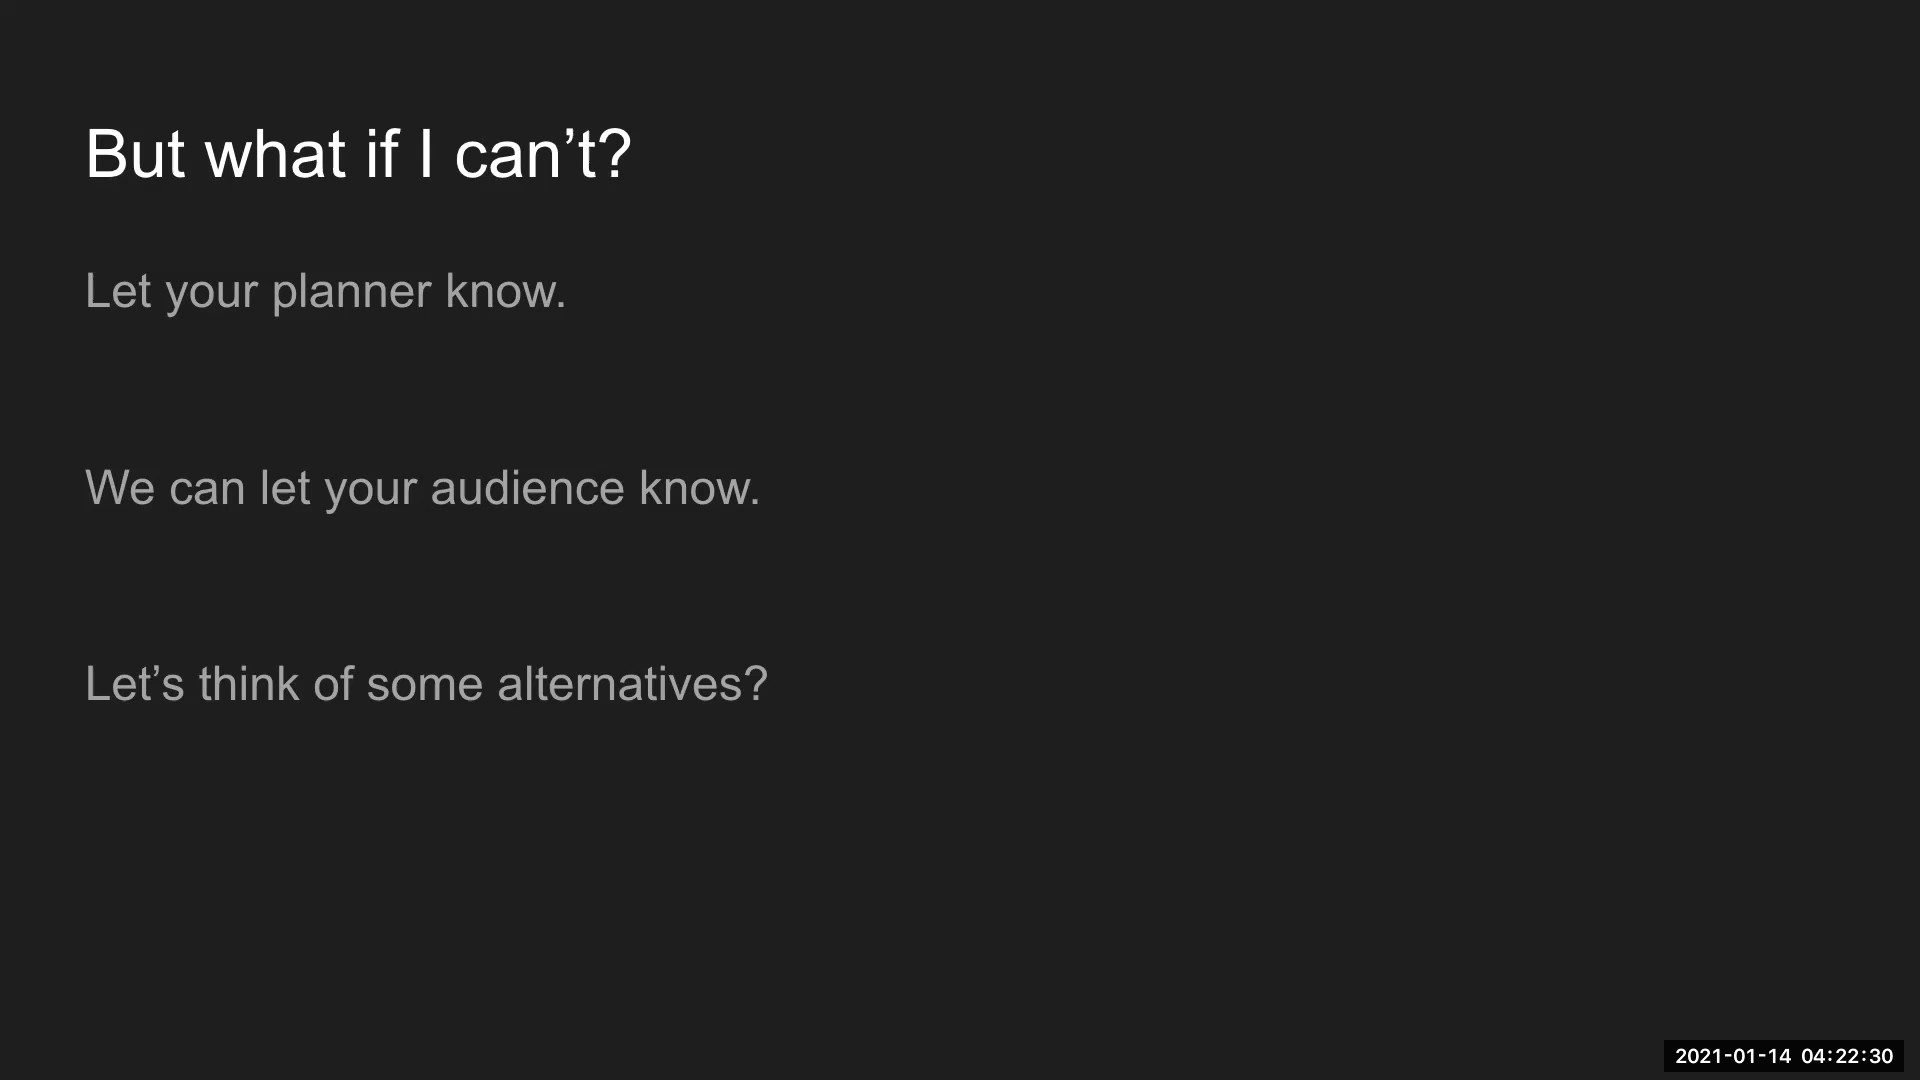 But what if I can’t?
Let your planner know.
We can let your audience know.
Let’s think of some alternatives?
2021-01-14 04:22:30